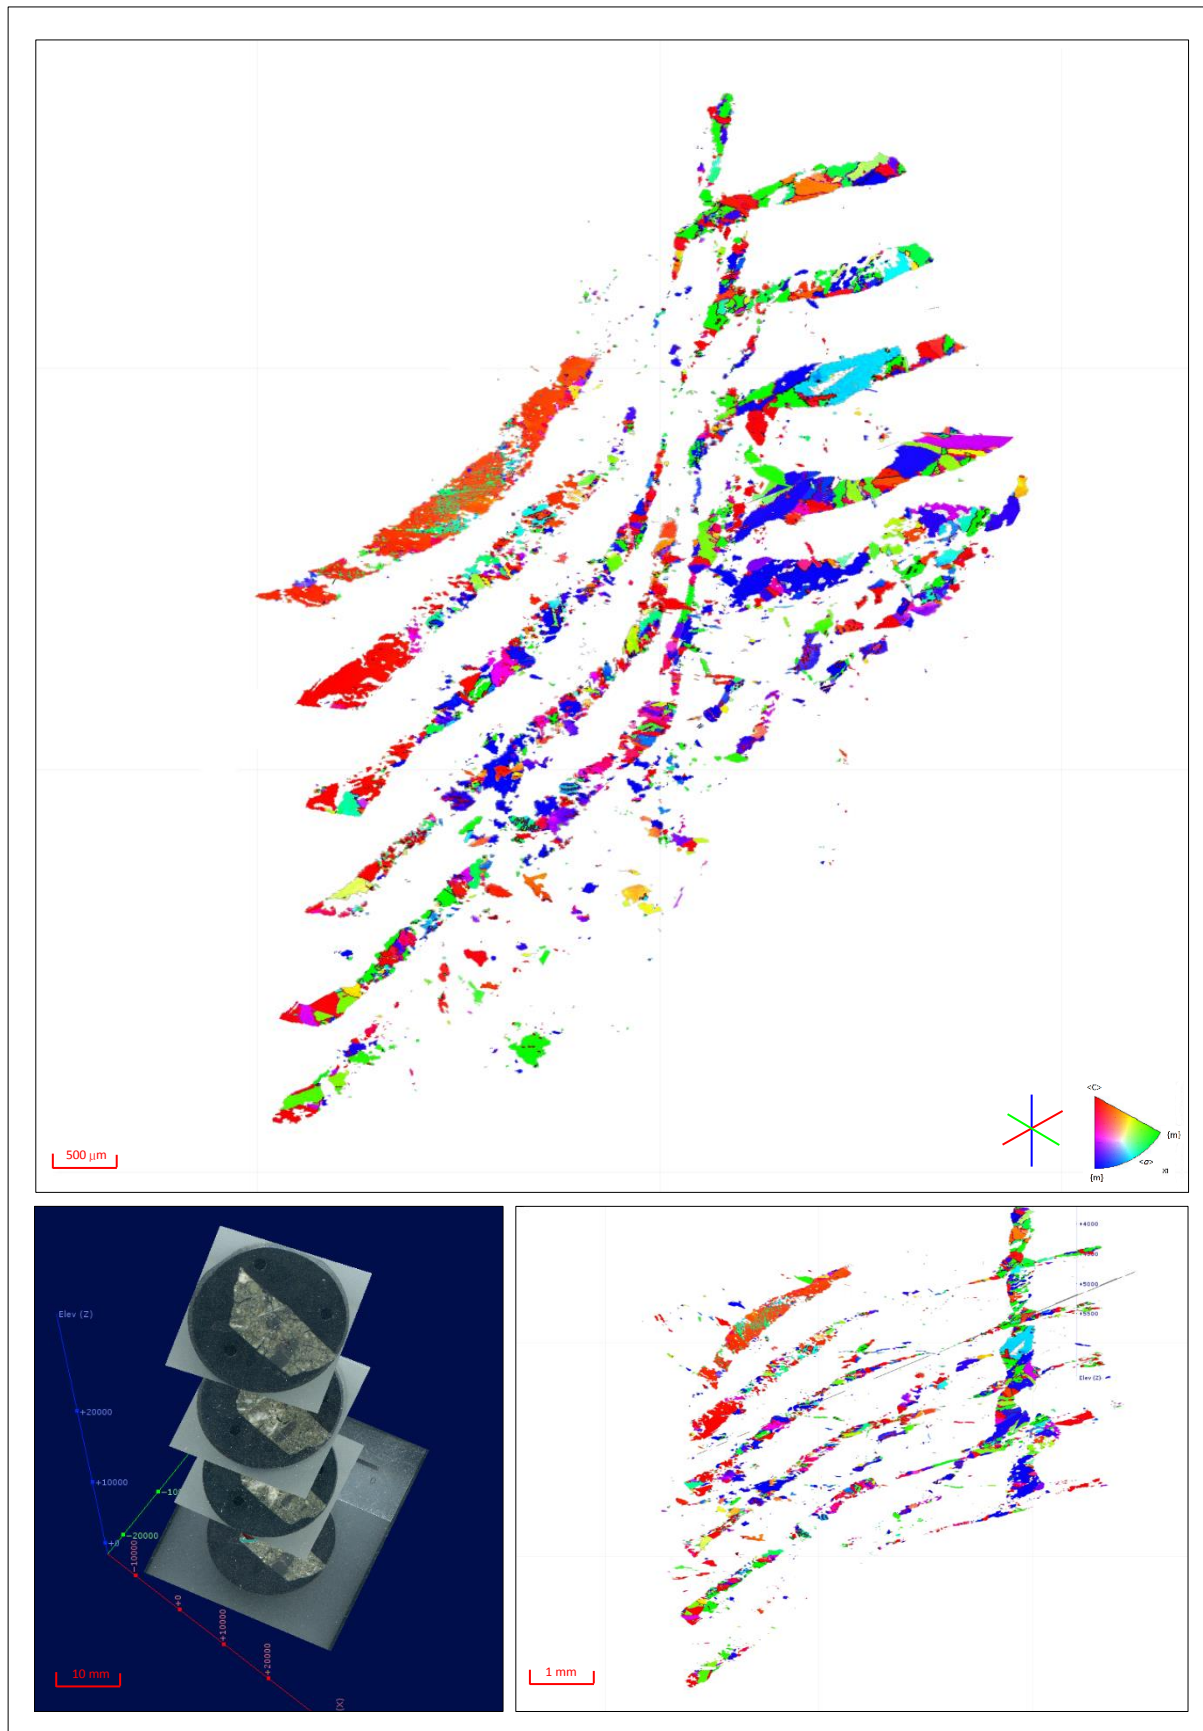 <C>
{m}
<a>
X1
{m}
500 μm
Elev (Z)
+20000
+10000
+0
-20000
-10000
+0
+10000
+20000
(X)
10 mm
+4000
+5000
+5500
Elev (Z)
1 mm